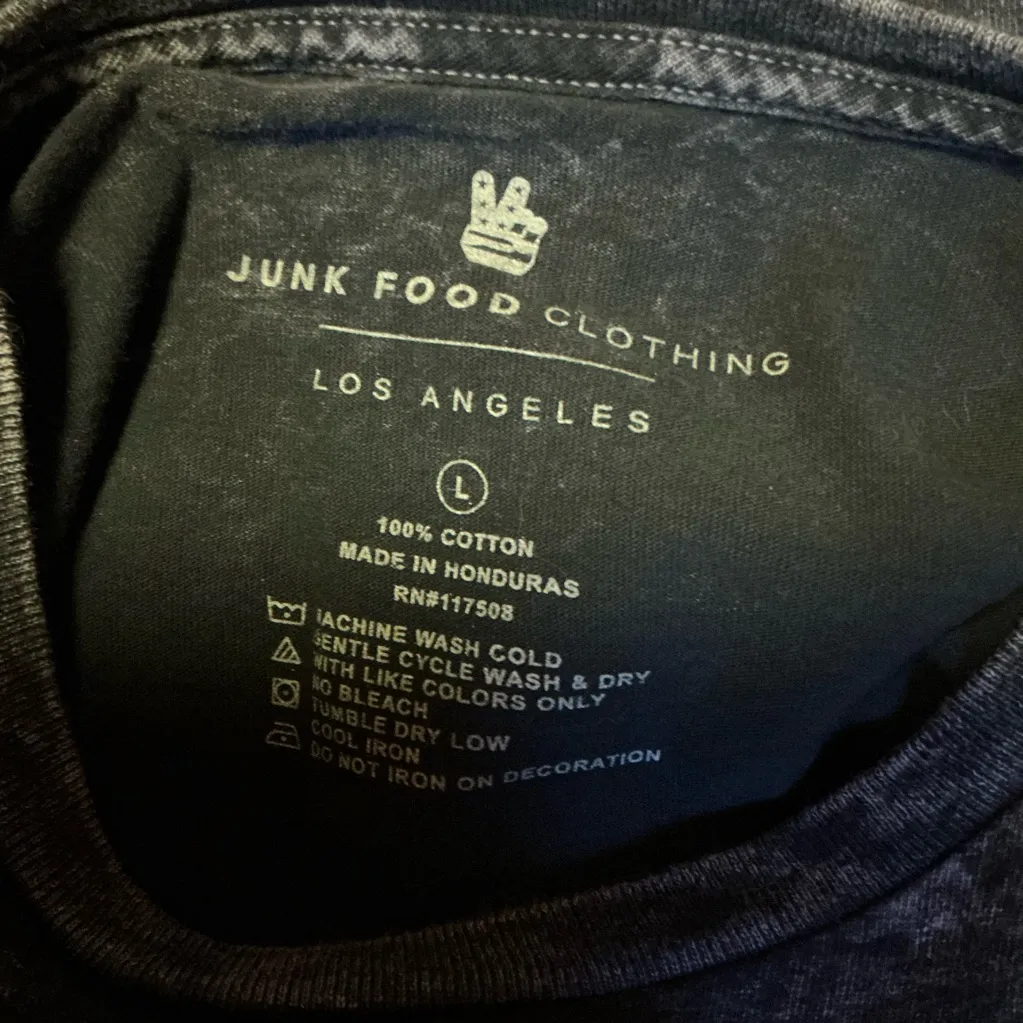 JUNK FOOD CLOTHING
LOS ANGELES
L
100% COTTON
MADE IN HONDURAS
RN#117508
MACHINE WASH COLD
GENTLE CYCLE WASH & DRY
WITH LIKE COLORS ONLY
NO BLEACH
TUMBLE DRY LOW
COOL IRON
DO NOT IRON ON DECORATION